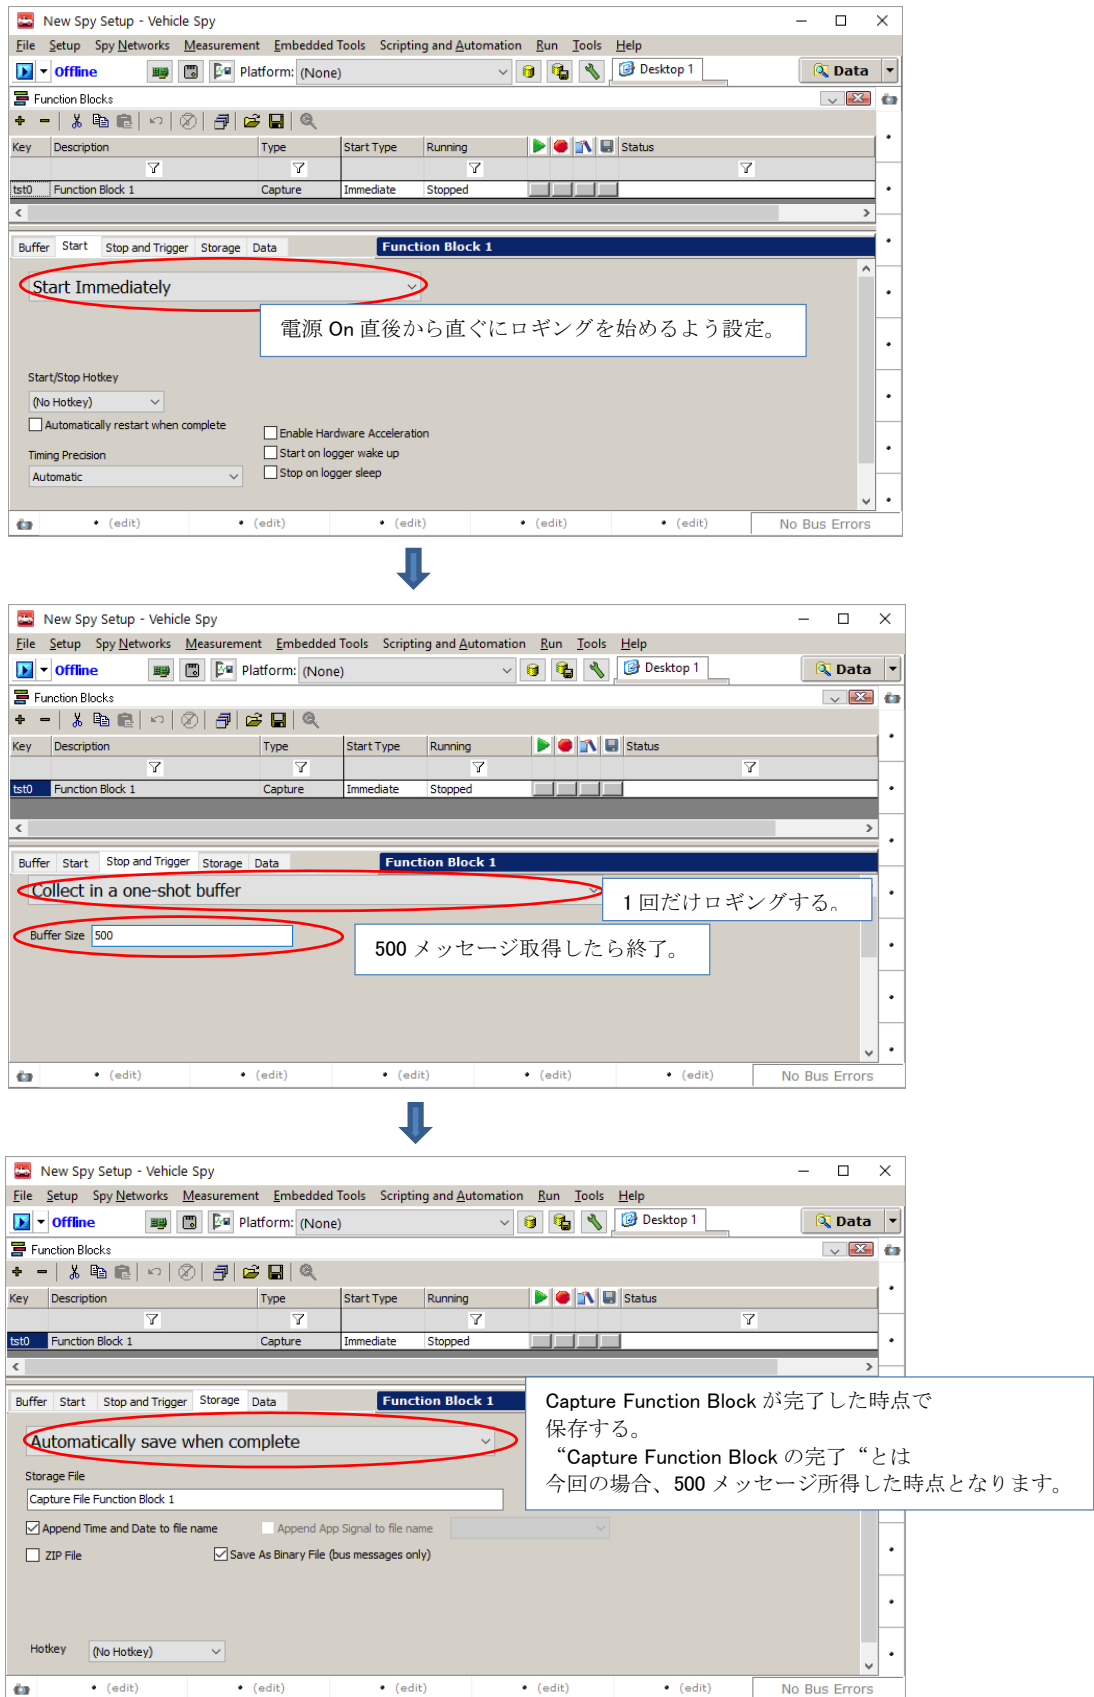 New Spy Setup - Vehicle Spy
File Setup Spy Networks Measurement Embedded Tools Scripting and Automation Run Tools Help
Offline Platform: (None) Desktop 1 Data
Function Blocks
Key Description Type Start Type Running Status
tst0 Function Block 1 Capture Immediate Stopped
Buffer Start Stop and Trigger Storage Data Function Block 1
Start Immediately
電源 On 直後から直ぐにロギングを始めるよう設定。
Start/Stop Hotkey
(No Hotkey)
Automatically restart when complete
Enable Hardware Acceleration
Timing Precision
Start on logger wake up
Automatic
Stop on logger sleep
(edit) (edit) (edit) (edit) (edit) No Bus Errors
New Spy Setup - Vehicle Spy
File Setup Spy Networks Measurement Embedded Tools Scripting and Automation Run Tools Help
Offline Platform: (None) Desktop 1 Data
Function Blocks
Key Description Type Start Type Running Status
tst0 Function Block 1 Capture Immediate Stopped
Buffer Start Stop and Trigger Storage Data Function Block 1
Collect in a one-shot buffer
1 回だけロギングする。
Buffer Size 500
500 メッセージ取得したら終了。
(edit) (edit) (edit) (edit) (edit) No Bus Errors
New Spy Setup - Vehicle Spy
File Setup Spy Networks Measurement Embedded Tools Scripting and Automation Run Tools Help
Offline Platform: (None) Desktop 1 Data
Function Blocks
Key Description Type Start Type Running Status
tst0 Function Block 1 Capture Immediate Stopped
Buffer Start Stop and Trigger Storage Data Function Block 1
Capture Function Block が完了した時点で
保存する。
“Capture Function Block の完了“とは
今回の場合、500 メッセージ所得した時点となります。
Automatically save when complete
Storage File
Capture File Function Block 1
Append Time and Date to file name Append App Signal to file name
ZIP File Save As Binary File (bus messages only)
Hotkey (No Hotkey)
(edit) (edit) (edit) (edit) (edit) No Bus Errors